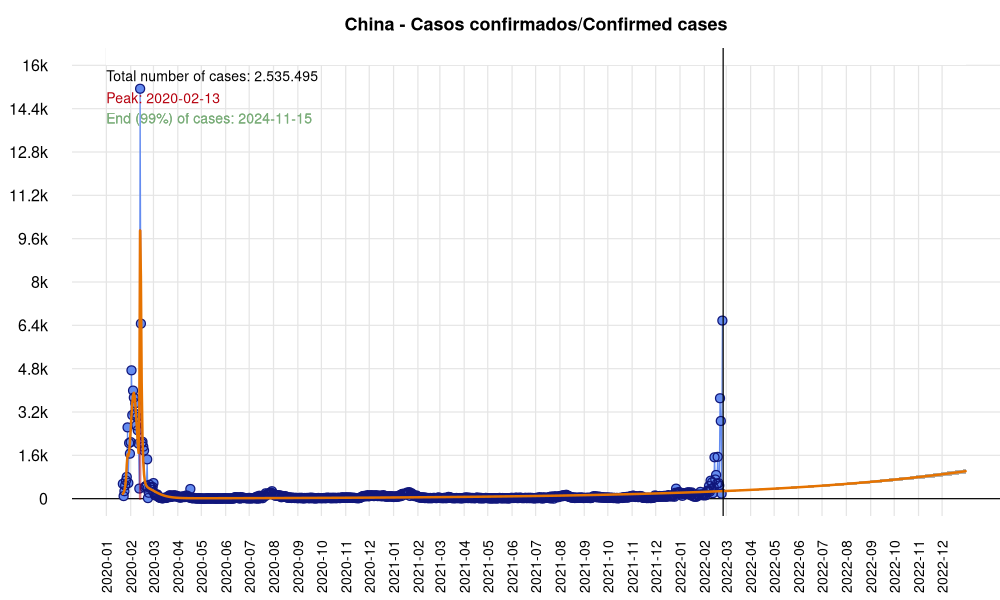 China - Casos confirmados/Confirmed cases
16k
14.4k
12.8k
11.2k
9.6k
8k
6.4k
4.8k
3.2k
1.6k
0
Total number of cases: 2.535.495
Peak: 2020-02-13
End (99%) of cases: 2024-11-15
2020-01
2020-02
2020-03
2020-04
2020-05
2020-06
2020-07
2020-08
2020-09
2020-10
2020-11
2020-12
2021-01
2021-02
2021-03
2021-04
2021-05
2021-06
2021-07
2021-08
2021-09
2021-10
2021-11
2021-12
2022-01
2022-02
2022-03
2022-04
2022-05
2022-06
2022-07
2022-08
2022-09
2022-10
2022-11
2022-12